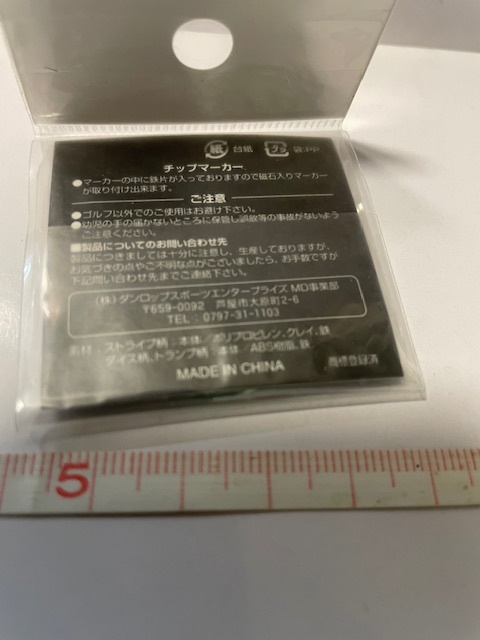 紙 台紙 プラ 袋:PP
チップマーカー
●マーカーの中に鉄片が入っておりますので磁石入りマーカー
が取り付け出来ます。
ご注意
●ゴルフ以外でのご使用はお避け下さい。
●幼児の手の届かないところに保管し誤飲等の事故がないよう
ご注意ください。
■製品についてのお問い合わせ先
製品につきましては十分に注意し、生産しておりますが、
お気づきの点やご不明な点がございましたら、お手数ですが
下記問い合わせ先までご連絡下さい。
(株)ダンロップスポーツエンタープライズ MD事業部
〒659-0092 芦屋市大原町2-6
TEL：0797-31-1103
素材：ストライプ柄：本体／ポリプロピレン、クレイ、鉄
ダイス柄、トランプ柄：本体／ABS樹脂、鉄
MADE IN CHINA 商標登録済
5